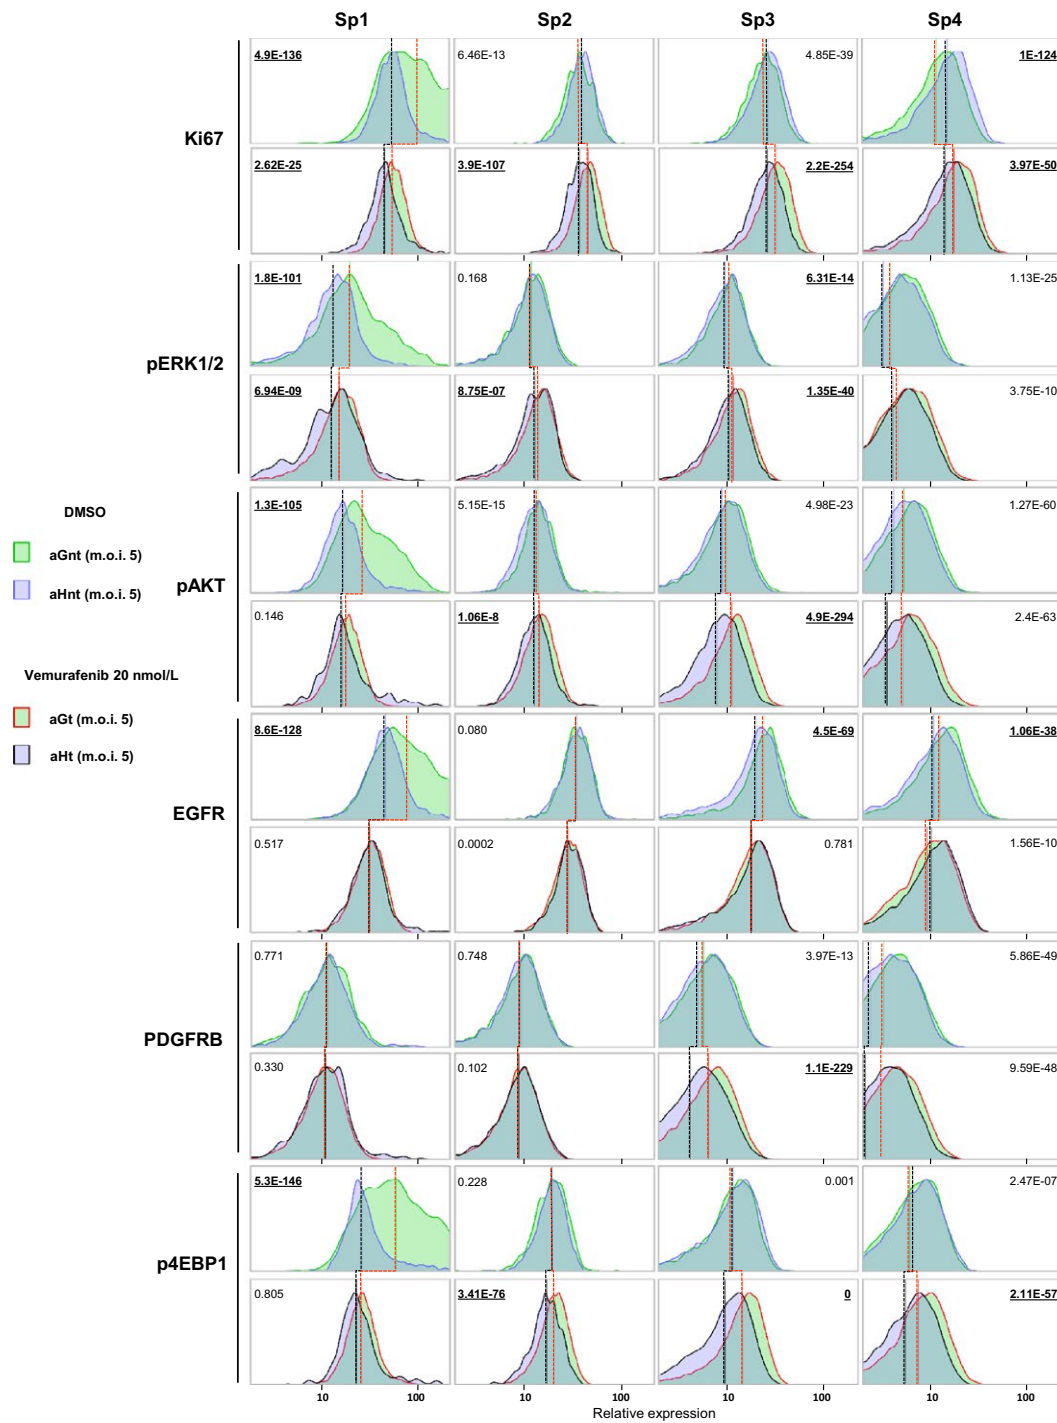 Sp1 Sp2 Sp3 Sp4
Ki67
4.9E-136 6.46E-13 4.85E-39 1E-124
2.62E-25 3.9E-107 2.2E-254 3.97E-50
pERK1/2
1.8E-101 0.168 6.31E-14 1.13E-25
6.94E-09 8.75E-07 1.35E-40 3.75E-10
pAKT
1.3E-105 5.15E-15 4.98E-23 1.27E-60
0.146 1.06E-8 4.9E-294 2.4E-63
DMSO
aGnt (m.o.i. 5)
aHnt (m.o.i. 5)
Vemurafenib 20 nmol/L
aGt (m.o.i. 5)
aHt (m.o.i. 5)
EGFR
8.6E-128 0.080 4.5E-69 1.06E-38
0.517 0.0002 0.781 1.56E-10
PDGFRB
0.771 0.748 3.97E-13 5.86E-49
0.330 0.102 1.1E-229 9.59E-48
p4EBP1
5.3E-146 0.228 0.001 2.47E-07
0.805 3.41E-76 0 2.11E-57
10 100 10 100 10 100 10 100
Relative expression